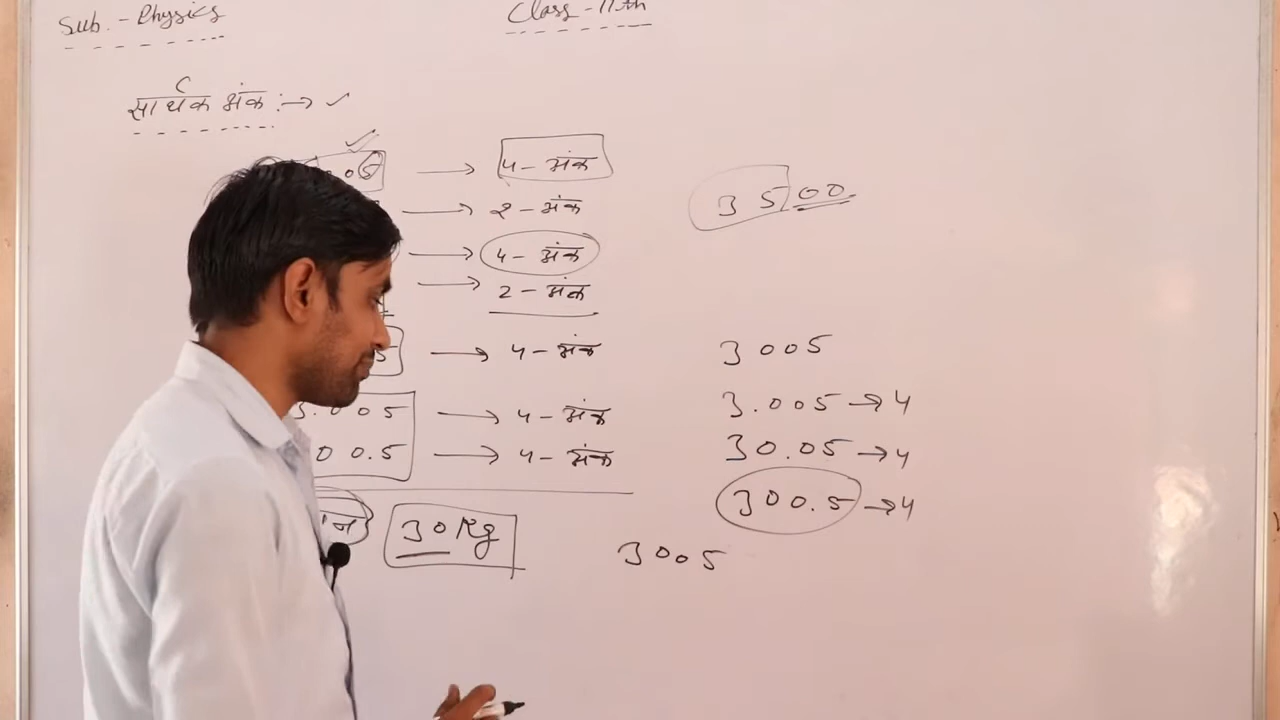 Sub. - Physics
Class - 11th
सार्थक अंक :→ ✓
→ 4 - अंक
→ 2 - अंक
→ 4 - अंक
→ 2 - अंक
5 → 4 - अंक
3.005 → 4 - अंक
00.5 → 4 - अंक
30 Kg
3500
3005
3.005 → 4
30.05 → 4
300.5 → 4
3005